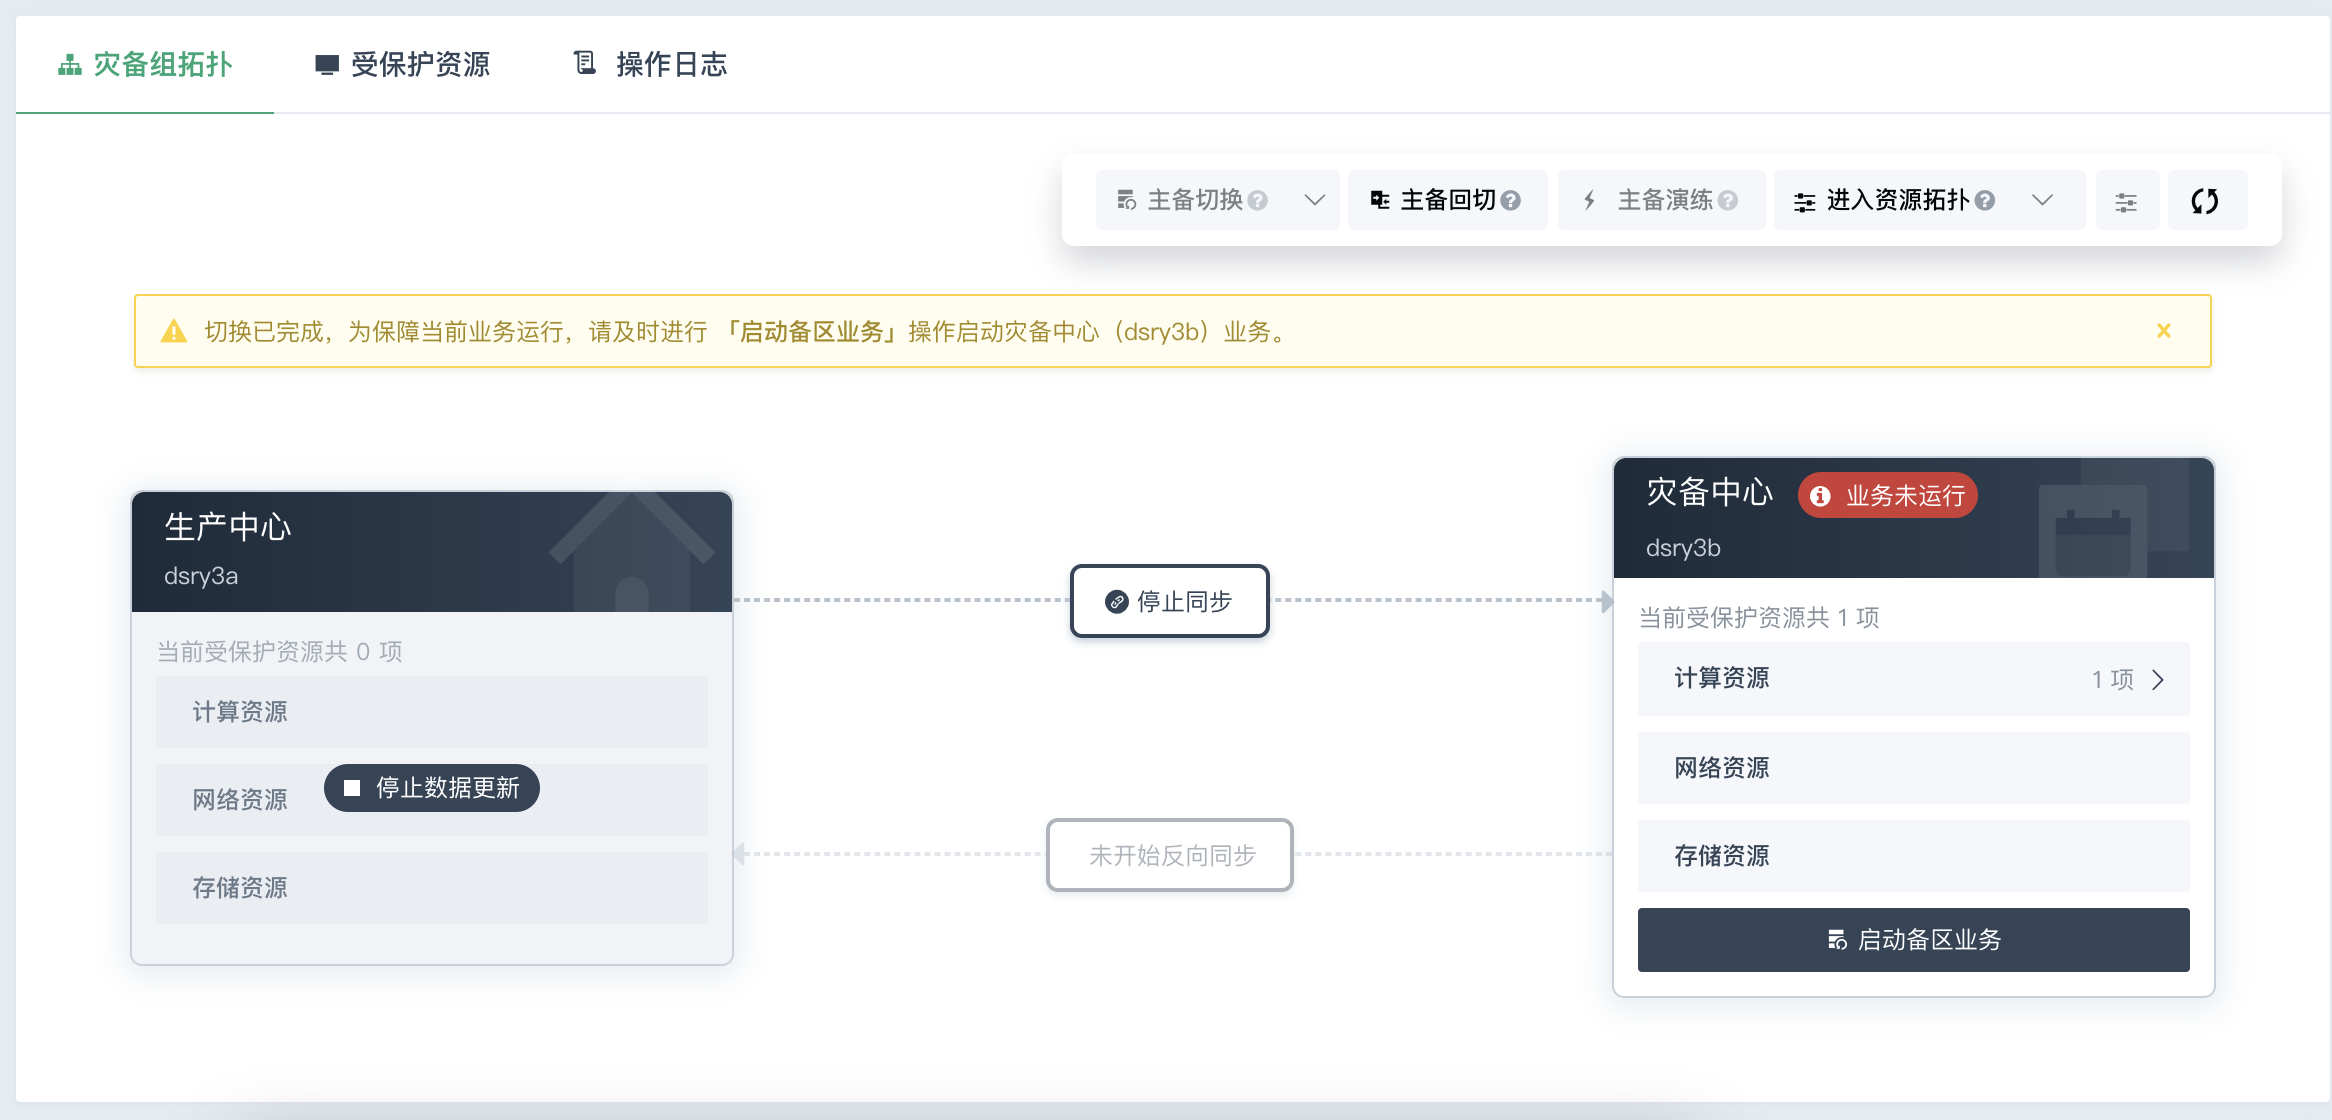 灾备组拓扑 受保护资源 操作日志
主备切换 主备回切 主备演练 进入资源拓扑
切换已完成，为保障当前业务运行，请及时进行「启动备区业务」操作启动灾备中心（dsry3b）业务。
生产中心
dsry3a
当前受保护资源共 0 项
计算资源
网络资源
停止数据更新
存储资源
停止同步
未开始反向同步
灾备中心 业务未运行
dsry3b
当前受保护资源共 1 项
计算资源 1 项
网络资源
存储资源
启动备区业务